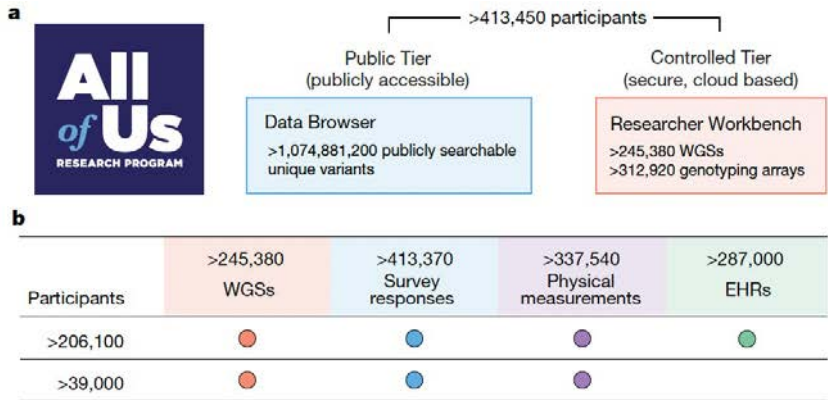 a
All
of Us
RESEARCH PROGRAM
>413,450 participants
Public Tier
(publicly accessible)
Data Browser
>1,074,881,200 publicly searchable
unique variants
Controlled Tier
(secure, cloud based)
Researcher Workbench
>245,380 WGSs
>312,920 genotyping arrays
b
Participants
>245,380
WGSs
>413,370
Survey
responses
>337,540
Physical
measurements
>287,000
EHRs
>206,100
>39,000